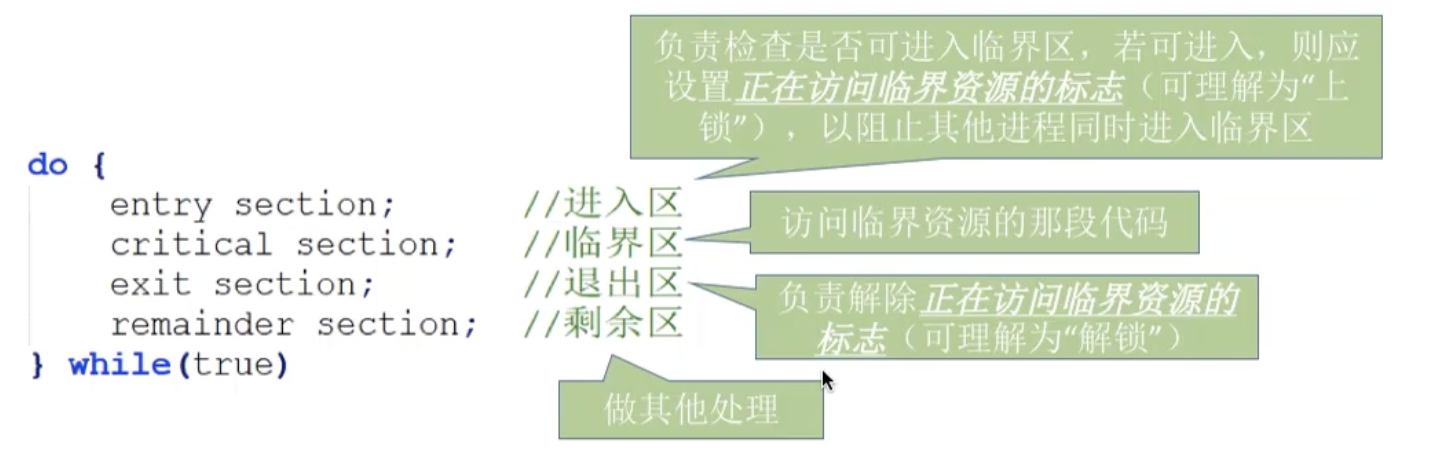 负责检查是否可进入临界区，若可进入，则应
设置正在访问临界资源的标志（可理解为“上
锁”），以阻止其他进程同时进入临界区
do {
entry section; //进入区
critical section; //临界区
exit section; //退出区
remainder section; //剩余区
} while(true)
访问临界资源的那段代码
负责解除正在访问临界资源的
标志（可理解为“解锁”）
做其他处理